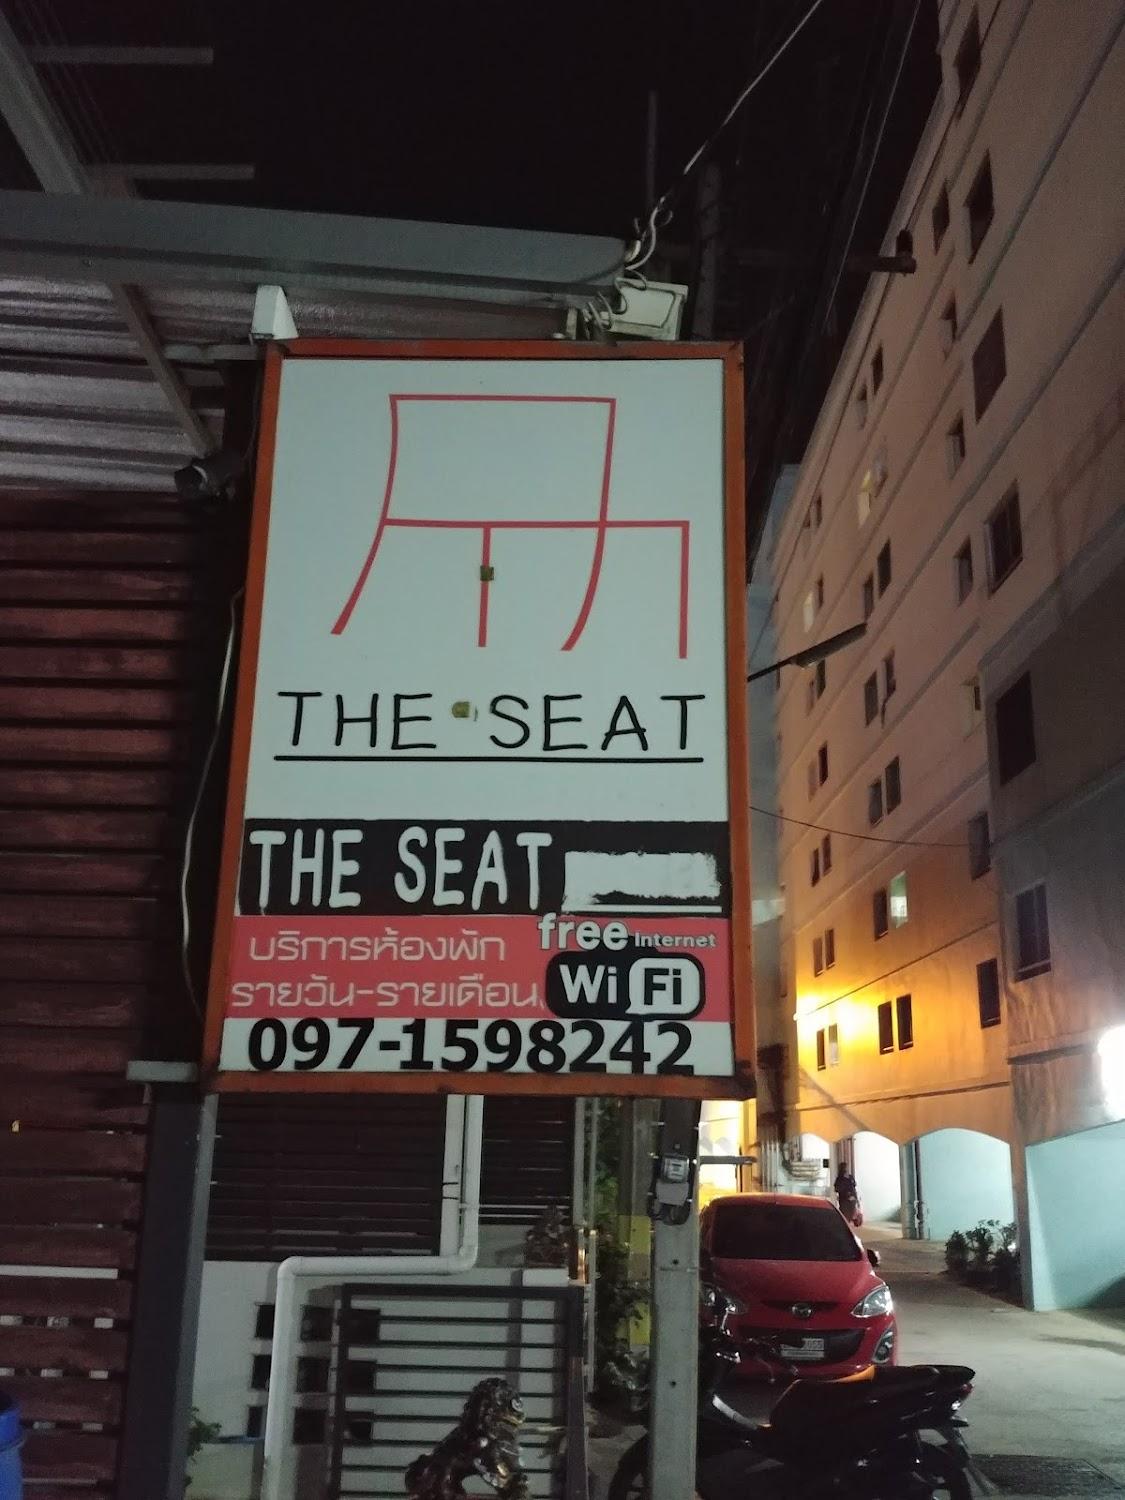 THE SEAT
THE SEAT
บริการห้องพัก
free Internet
รายวัน-รายเดือน
Wi Fi
097-1598242